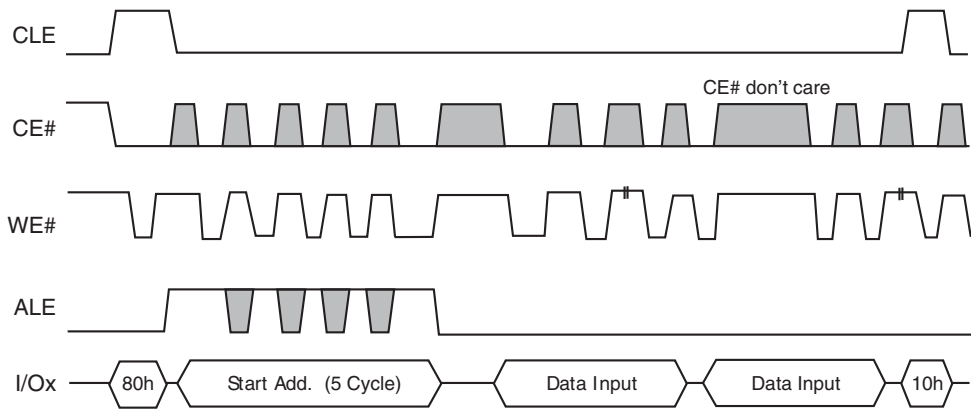 CLE
CE# don't care
CE#
WE#
ALE
I/Ox
80h
Start Add. (5 Cycle)
Data Input
Data Input
10h